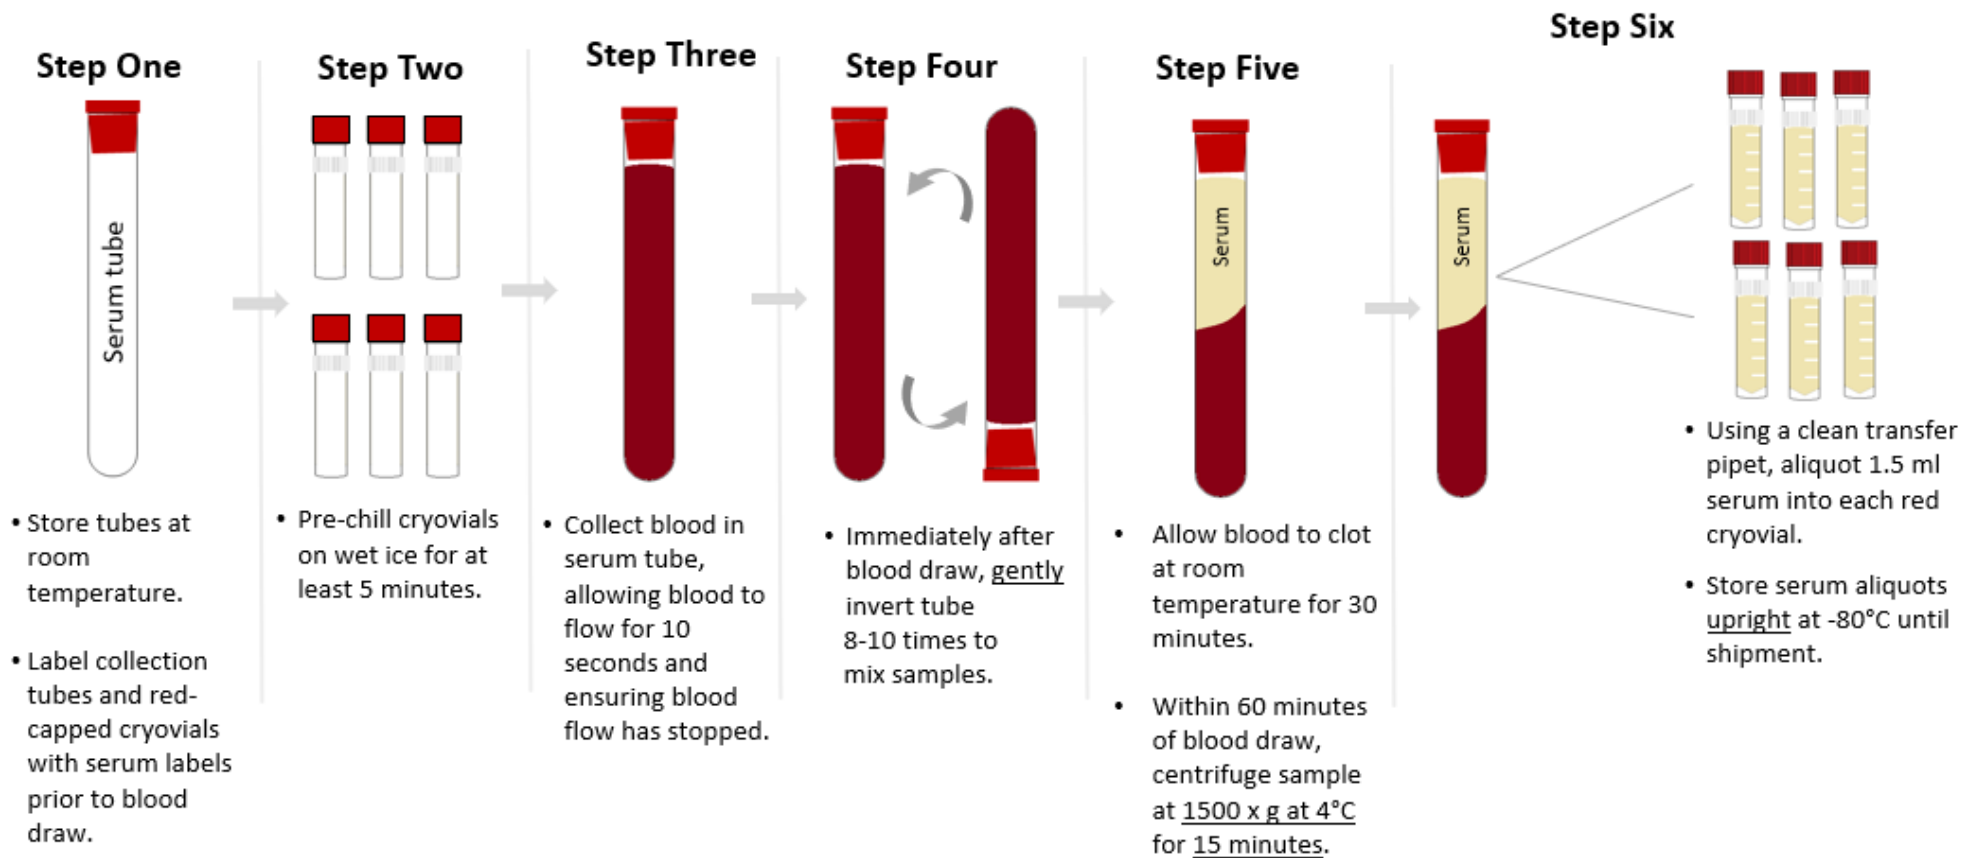 Step One
Serum tube
• Store tubes at
room
temperature.
• Label collection
tubes and red-
capped cryovials
with serum labels
prior to blood
draw.
Step Two
• Pre-chill cryovials
on wet ice for at
least 5 minutes.
Step Three
• Collect blood in
serum tube,
allowing blood to
flow for 10
seconds and
ensuring blood
flow has stopped.
Step Four
• Immediately after
blood draw, gently
invert tube
8-10 times to
mix samples.
Step Five
Serum
• Allow blood to clot
at room
temperature for 30
minutes.
• Within 60 minutes
of blood draw,
centrifuge sample
at 1500 x g at 4°C
for 15 minutes.
Step Six
Serum
• Using a clean transfer
pipet, aliquot 1.5 ml
serum into each red
cryovial.
• Store serum aliquots
upright at -80°C until
shipment.